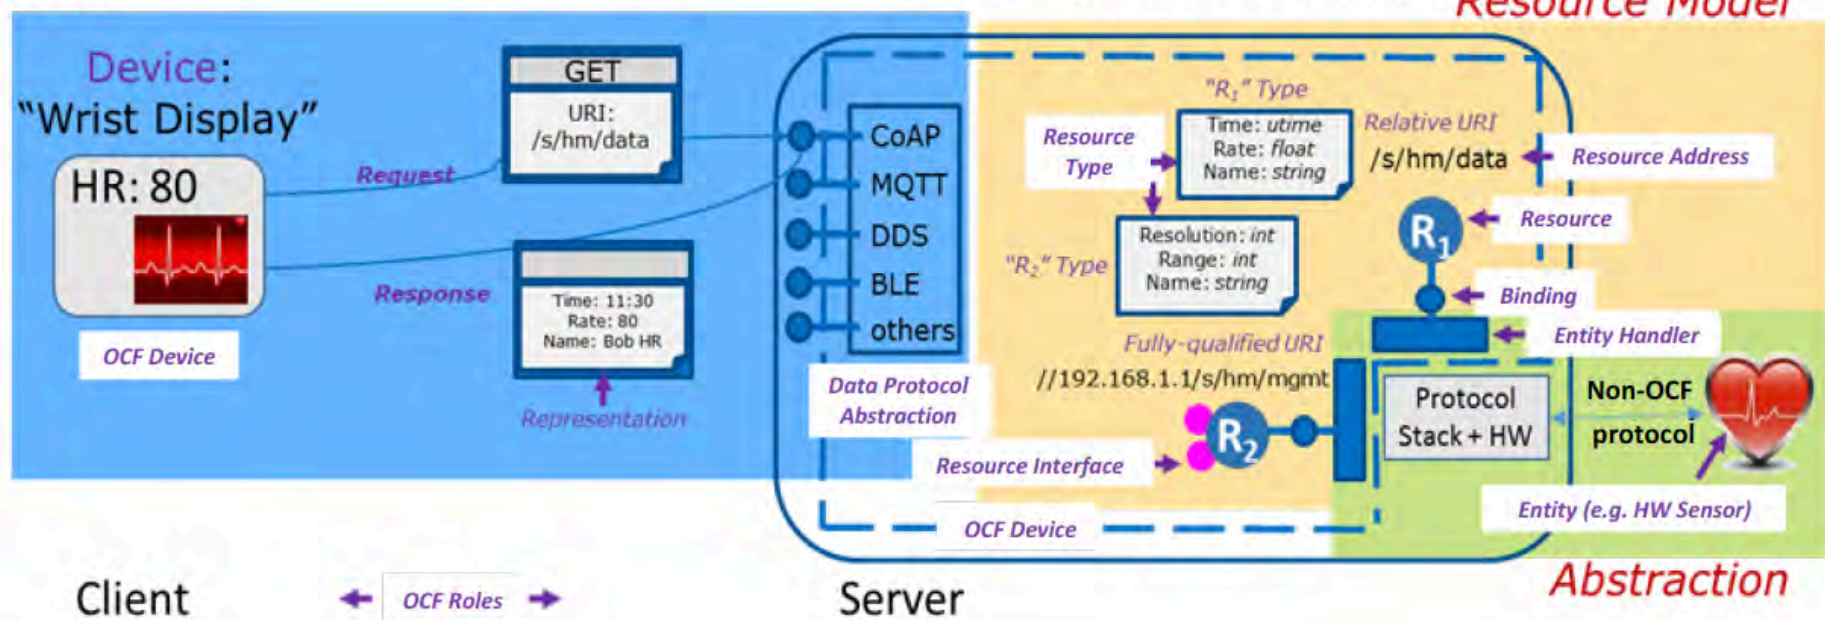 Resource Model
Device:
"Wrist Display"
HR: 80
OCF Device
Request
Response
GET
URI:
/s/hm/data
Time: 11:30
Rate: 80
Name: Bob HR
Representation
CoAP
MQTT
DDS
BLE
others
Data Protocol
Abstraction
"R1" Type
Time: utime
Rate: float
Name: string
Resource
Type
Relative URI
/s/hm/data
Resource Address
"R2" Type
Resolution: int
Range: int
Name: string
R1
Resource
Binding
Entity Handler
Fully-qualified URI
//192.168.1.1/s/hm/mgmt
R2
Resource Interface
Protocol
Stack + HW
Non-OCF
protocol
Entity (e.g. HW Sensor)
OCF Device
Abstraction
Client
OCF Roles
Server